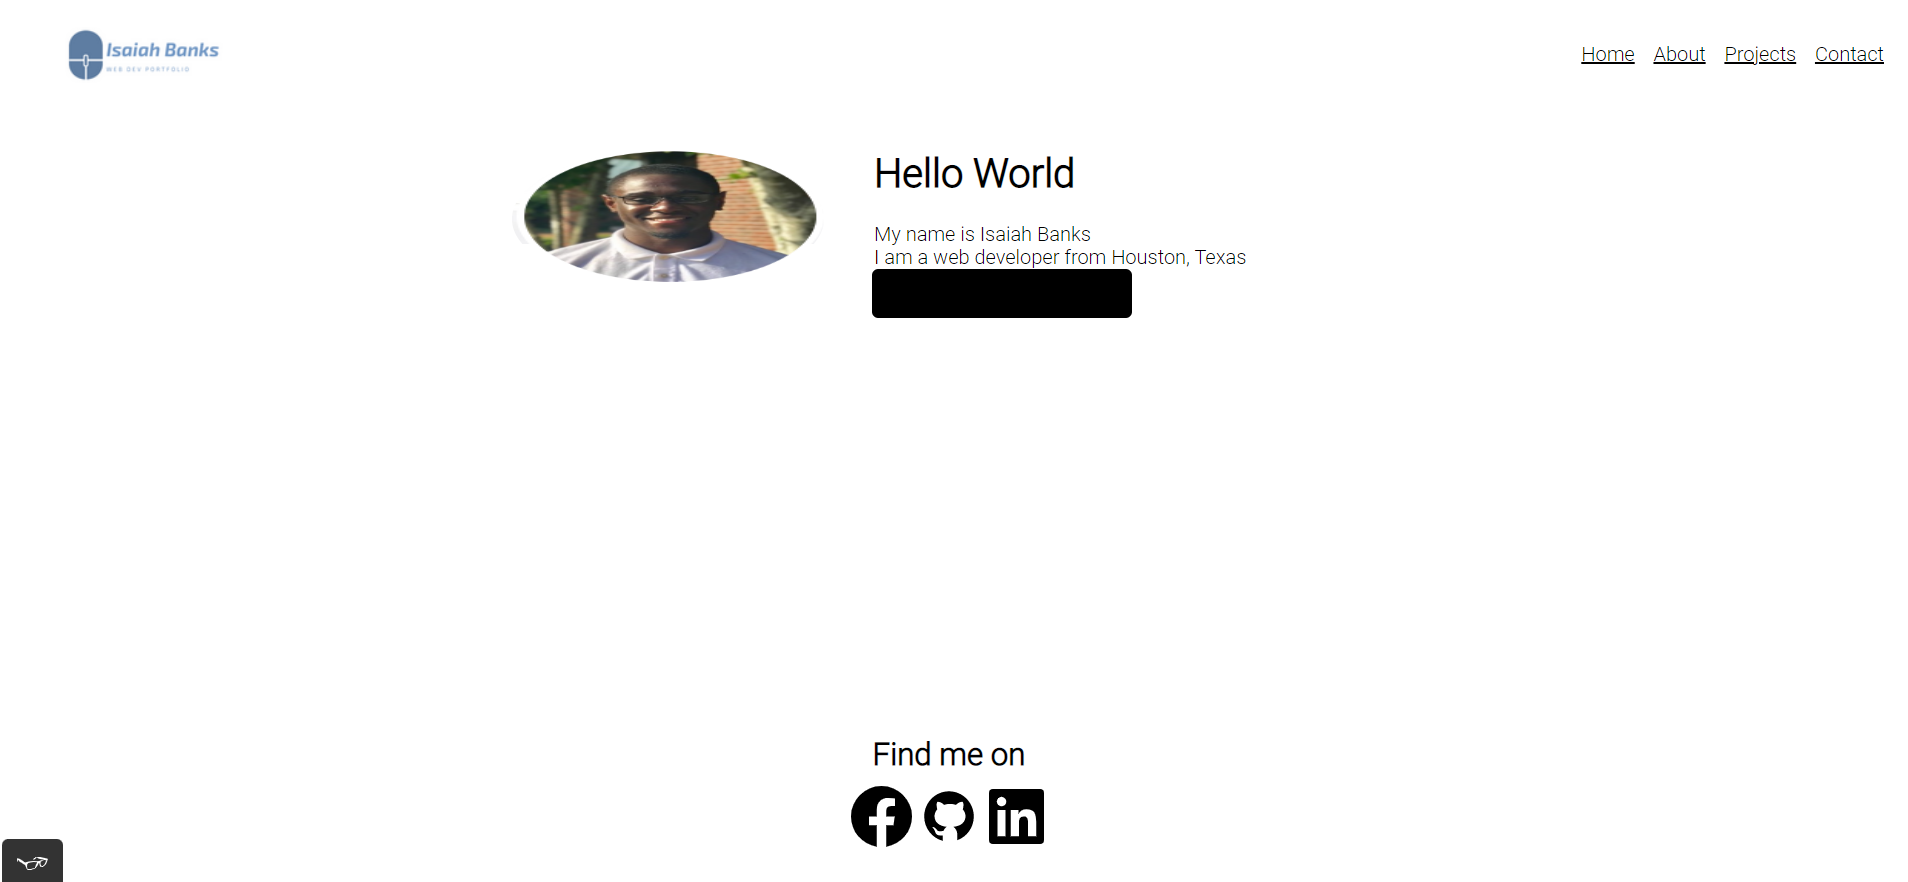 Isaiah Banks
WEB DEV PORTFOLIO
Home About Projects Contact
Hello World
My name is Isaiah Banks
I am a web developer from Houston, Texas
Find me on